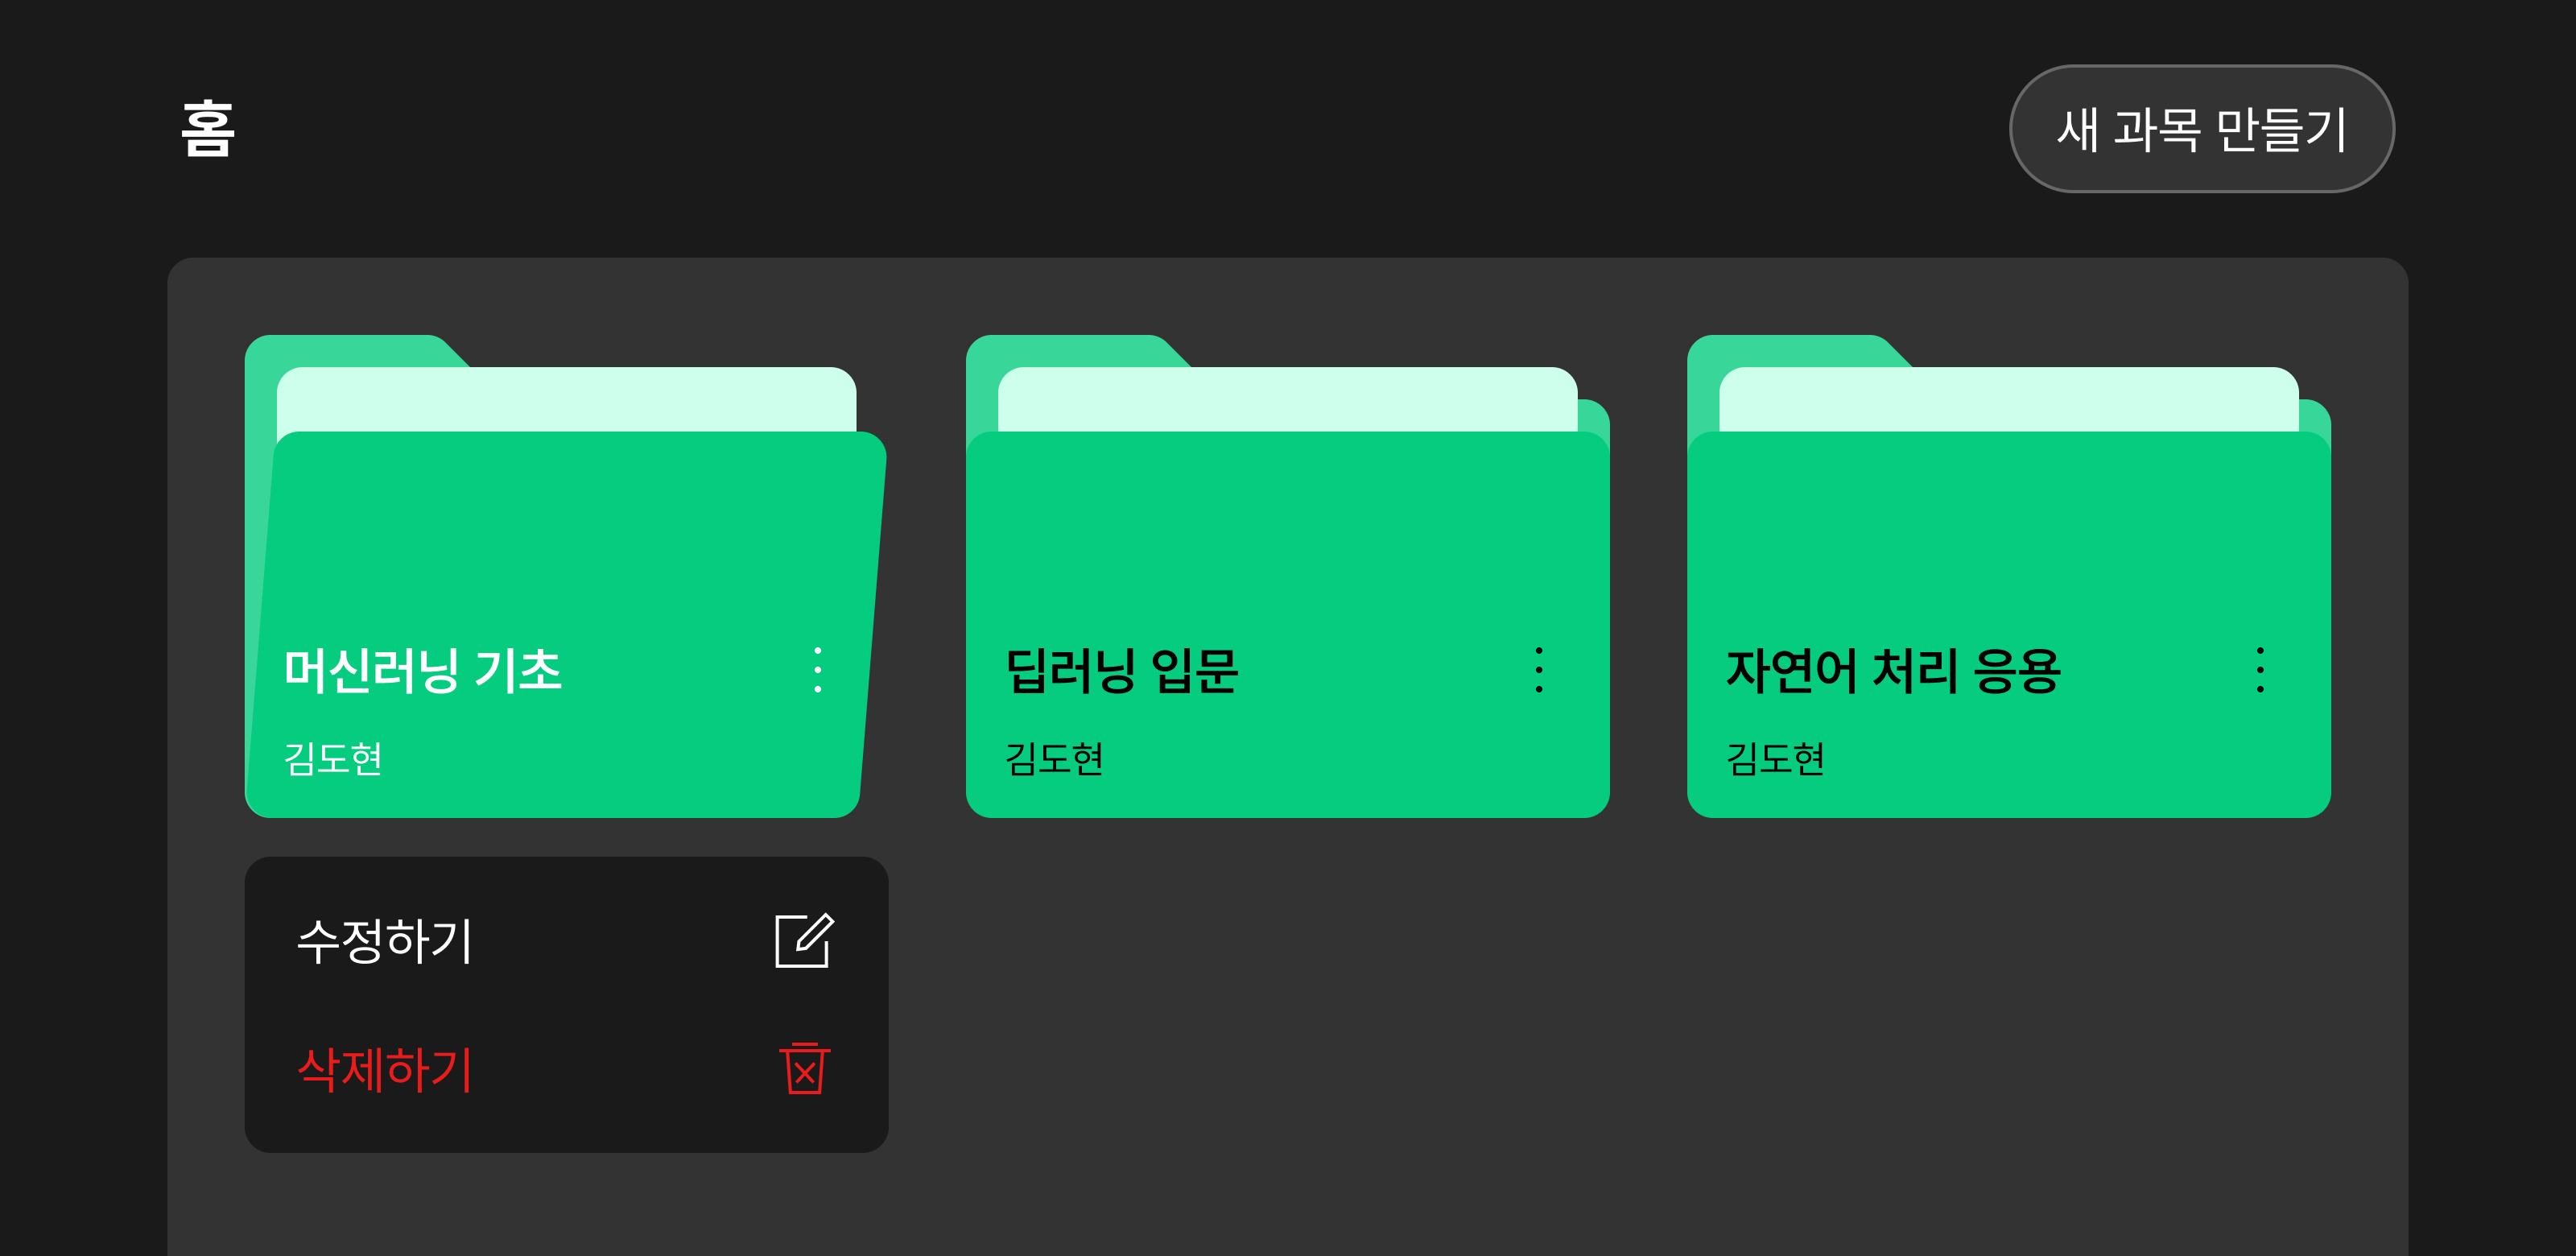 홈
새 과목 만들기
미신러닝 기초
김도현
딥러닝 입문
김도현
자연어 처리 응용
김도현
수정하기
삭제하기